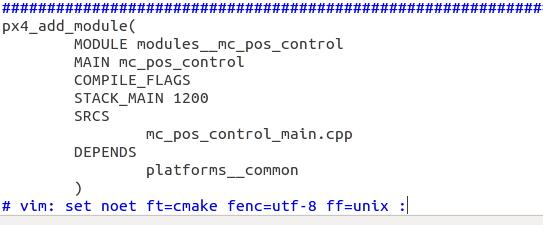 ############################################################
px4_add_module(
        MODULE modules__mc_pos_control
        MAIN mc_pos_control
        COMPILE_FLAGS
        STACK_MAIN 1200
        SRCS
                mc_pos_control_main.cpp
        DEPENDS
                platforms__common
        )
# vim: set noet ft=cmake fenc=utf-8 ff=unix :